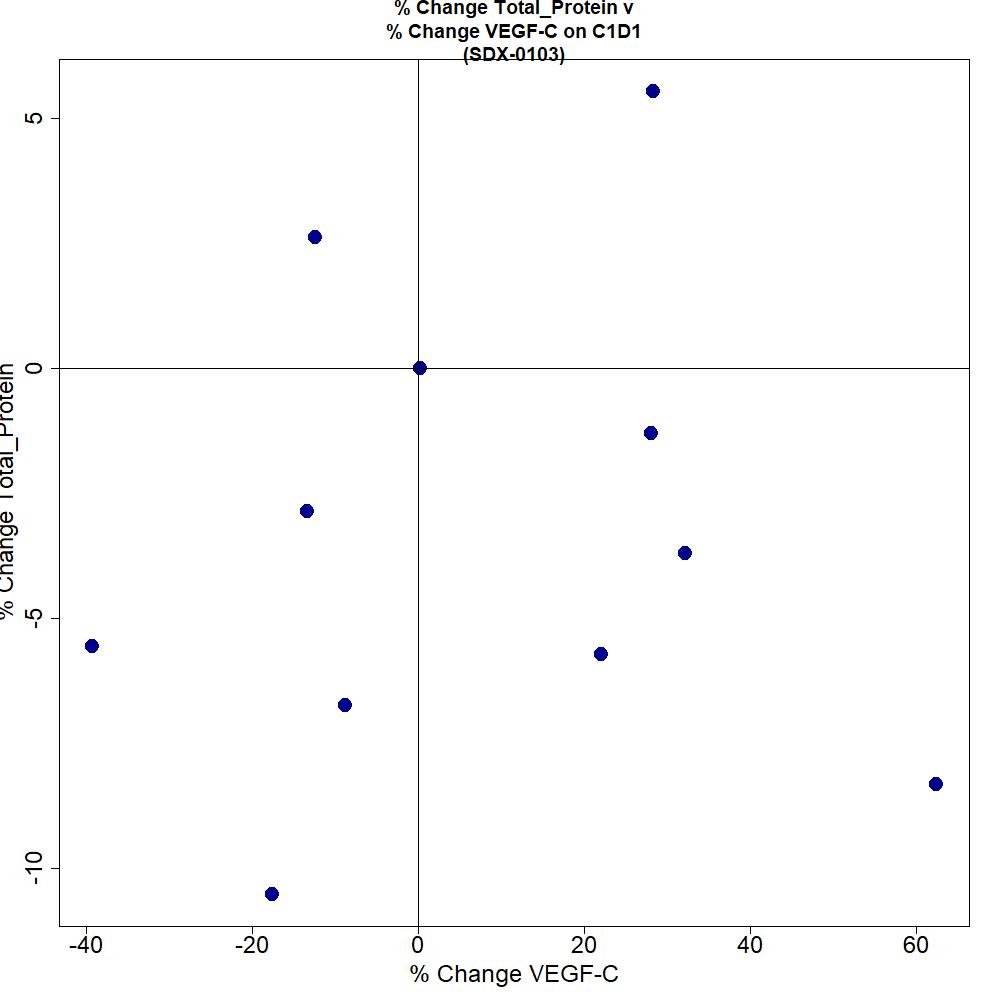 % Change Total_Protein v
% Change VEGF-C on C1D1
(SDX-0103)
% Change Total_Protein
5
0
-5
-10
-40
-20
0
20
40
60
% Change VEGF-C